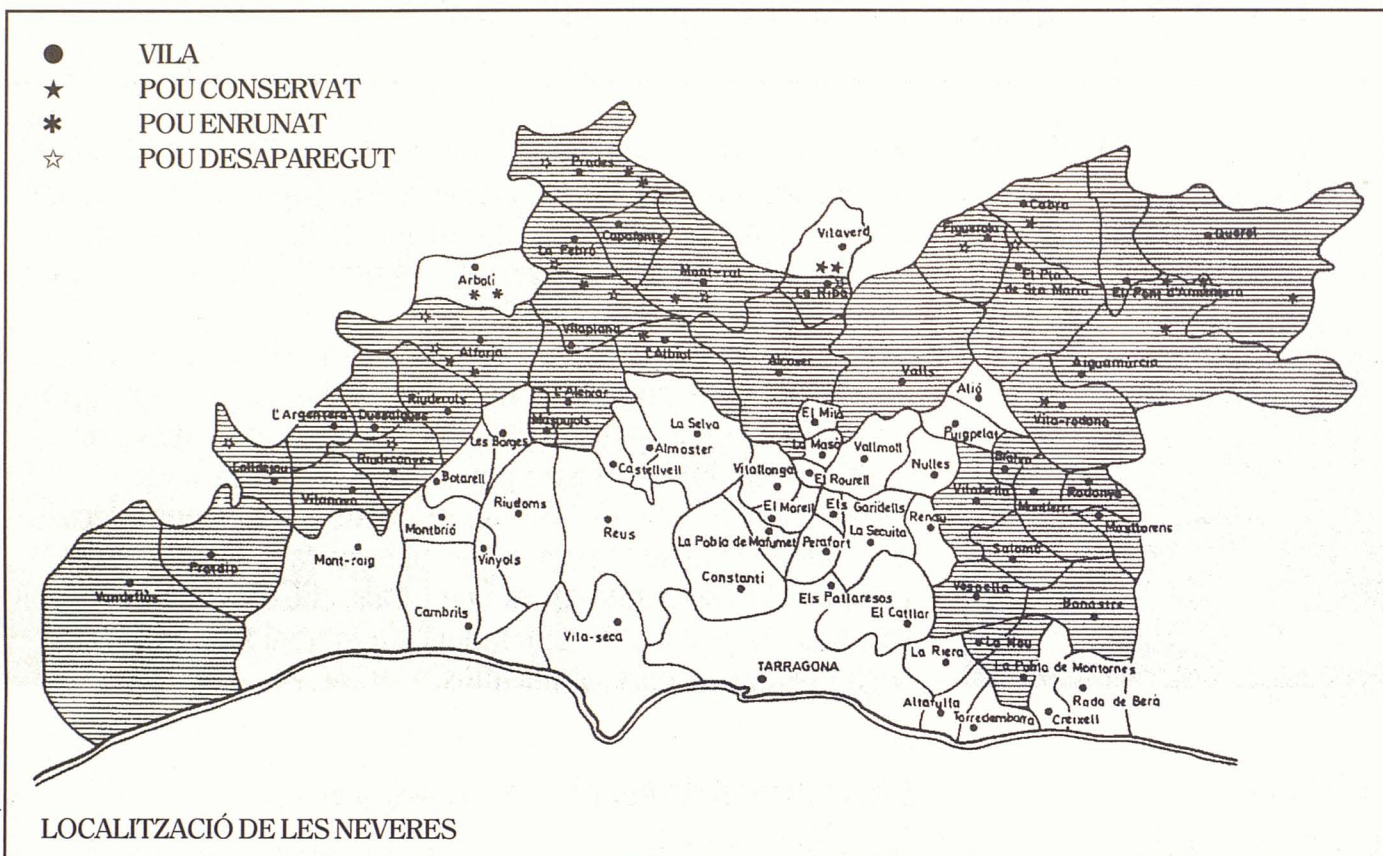 VILA
POU CONSERVAT
POU ENRUNAT
POU DESAPAREGUT
Prades
Cabra
Capafonts
La Febró
Vilaverd
Figuerola
Querol
Arbolí
Mont-ral
La Riba
El Pla
de Sta Maria
El Pont d'Armentera
Vilaplana
Alforja
L'Albiol
Alcover
Valls
Aiguamúrcia
Alió
L'Aleixar
Riudecols
L'Argentera
Duesaigües
Maspujols
La Selva
El Milà
Vila-rodona
Les Borges
Puigpelat
Almoster
La Masó
Vallmoll
Riudecanyes
Castellvell
Bràfim
Colldejou
Vilallonga
Nulles
El Rourell
Botarell
Vilanova
Vilabella
Montferri
Rodonyà
Riudoms
El Morell
Els
Garidells
Masllorenç
Montbrió
Reus
Renau
La Secuita
La Pobla de Mafumet
Perafort
Salomó
Mont-roig
Vinyols
Pratdip
Constantí
Vandellòs
Els Pallaresos
Vespella
Bonastre
El Catllar
Cambrils
Vila-seca
La Nou
La Riera
TARRAGONA
La Pobla de Montornès
Altafulla
Roda de Berà
Torredembarra
Creixell
LOCALITZACIÓ DE LES NEVERES